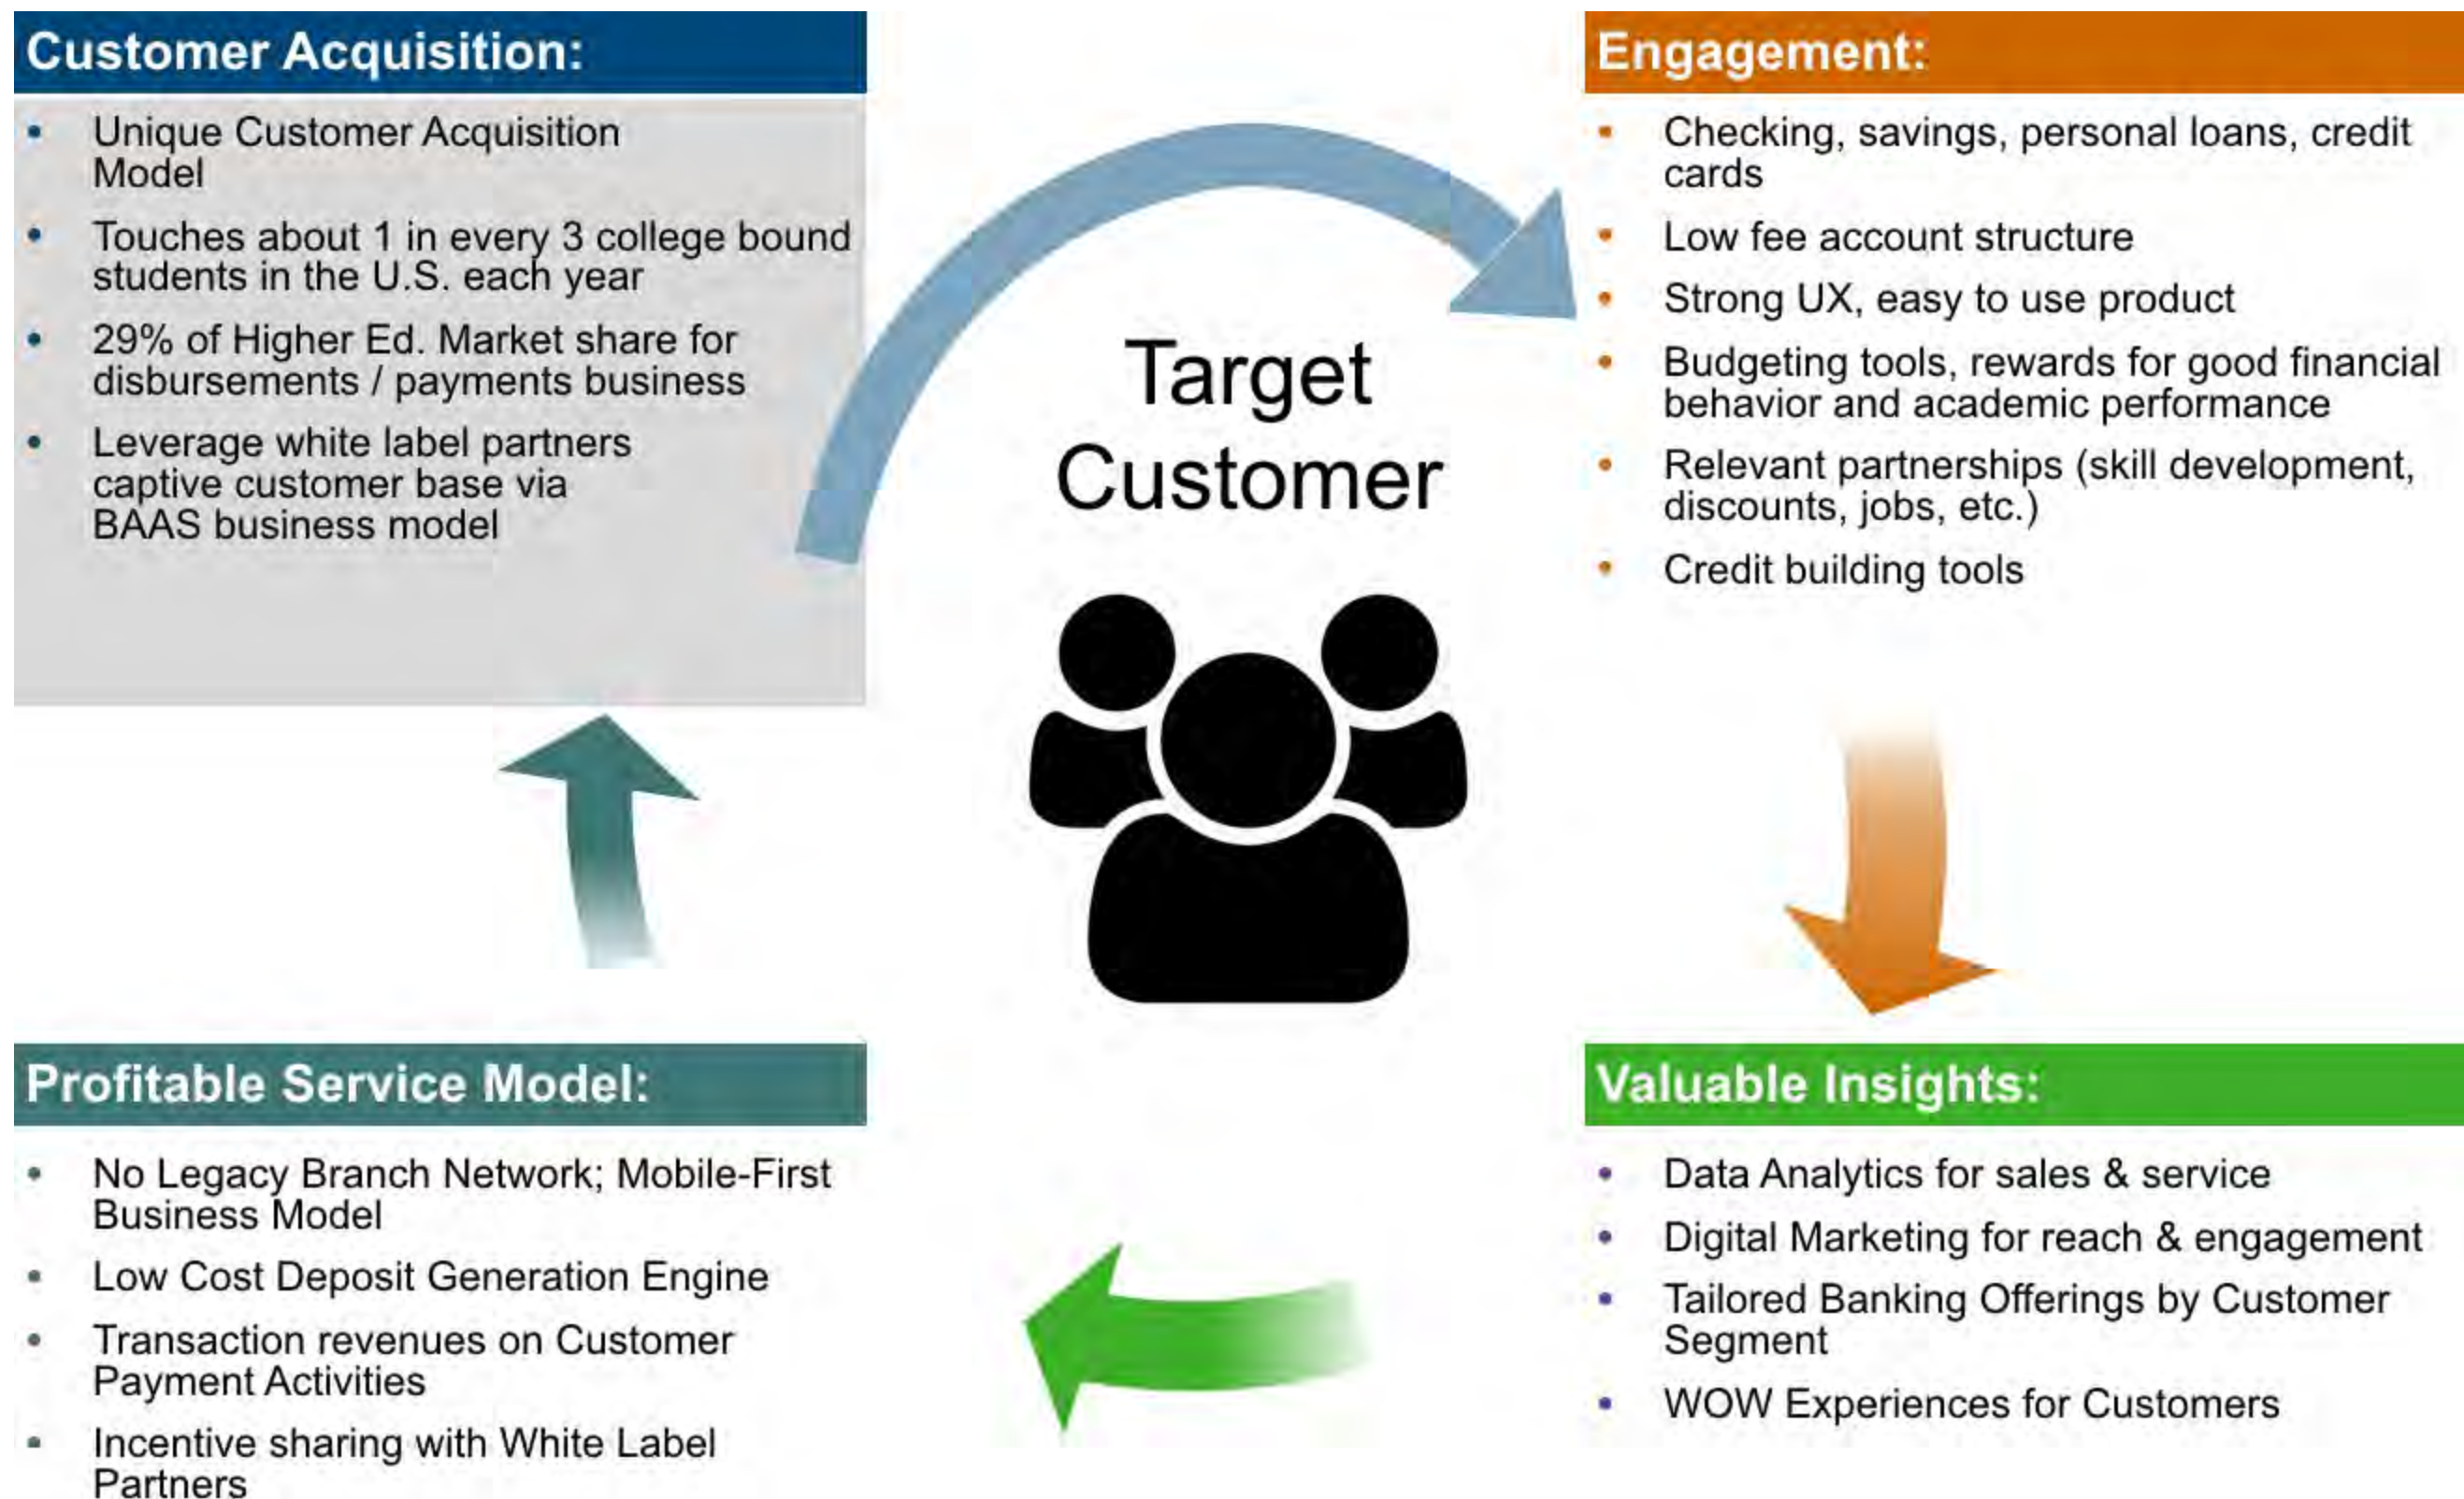 Customer Acquisition:
• Unique Customer Acquisition
Model
• Touches about 1 in every 3 college bound
students in the U.S. each year
• 29% of Higher Ed. Market share for
disbursements / payments business
• Leverage white label partners
captive customer base via
BAAS business model
Target
Customer
Engagement:
• Checking, savings, personal loans, credit
cards
• Low fee account structure
• Strong UX, easy to use product
• Budgeting tools, rewards for good financial
behavior and academic performance
• Relevant partnerships (skill development,
discounts, jobs, etc.)
• Credit building tools
Profitable Service Model:
• No Legacy Branch Network; Mobile-First
Business Model
• Low Cost Deposit Generation Engine
• Transaction revenues on Customer
Payment Activities
• Incentive sharing with White Label
Partners
Valuable Insights:
• Data Analytics for sales & service
• Digital Marketing for reach & engagement
• Tailored Banking Offerings by Customer
Segment
• WOW Experiences for Customers